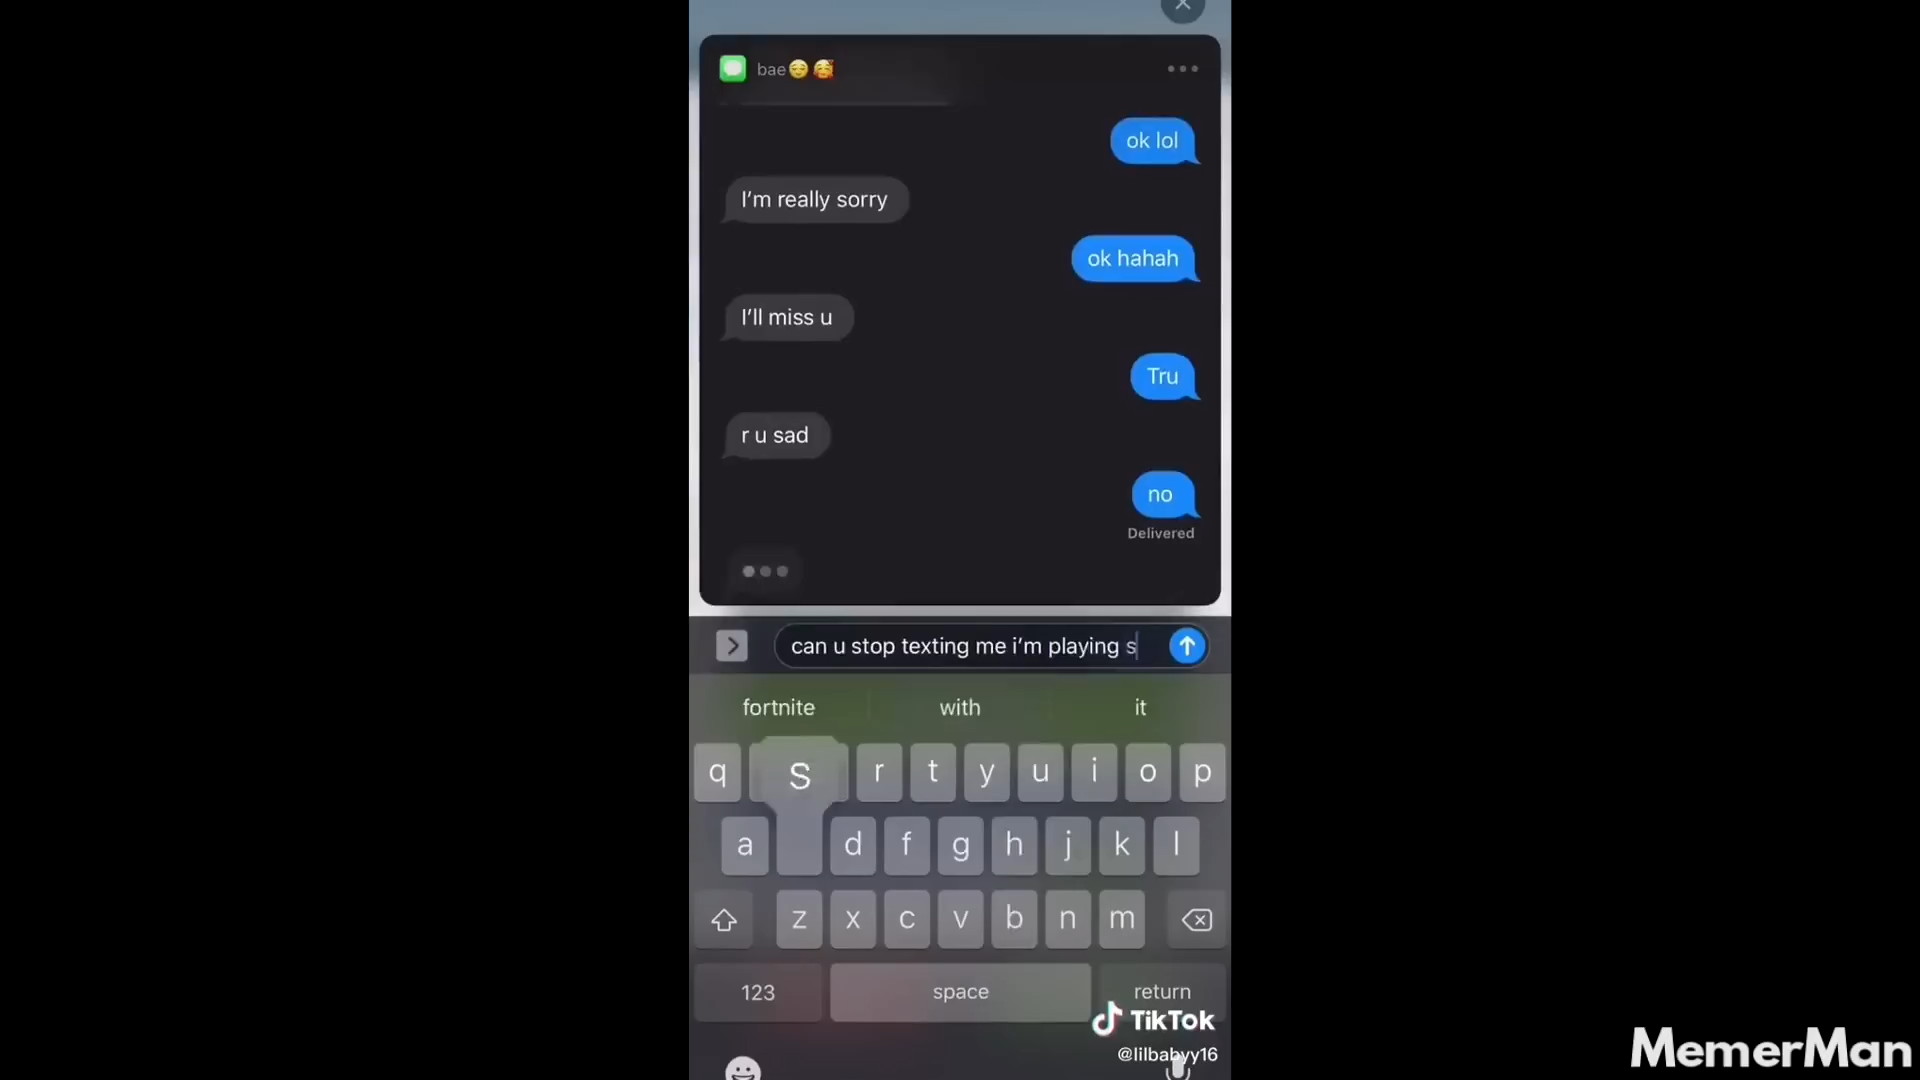 bae😌🥰
ok lol
I’m really sorry
ok hahah
I’ll miss u
Tru
r u sad
no
Delivered
can u stop texting me i’m playing s
fortnite with it
q s r t y u i o p
a d f g h j k l
z x c v b n m
123 space return
TikTok
@lilbabyy16
MemerMan